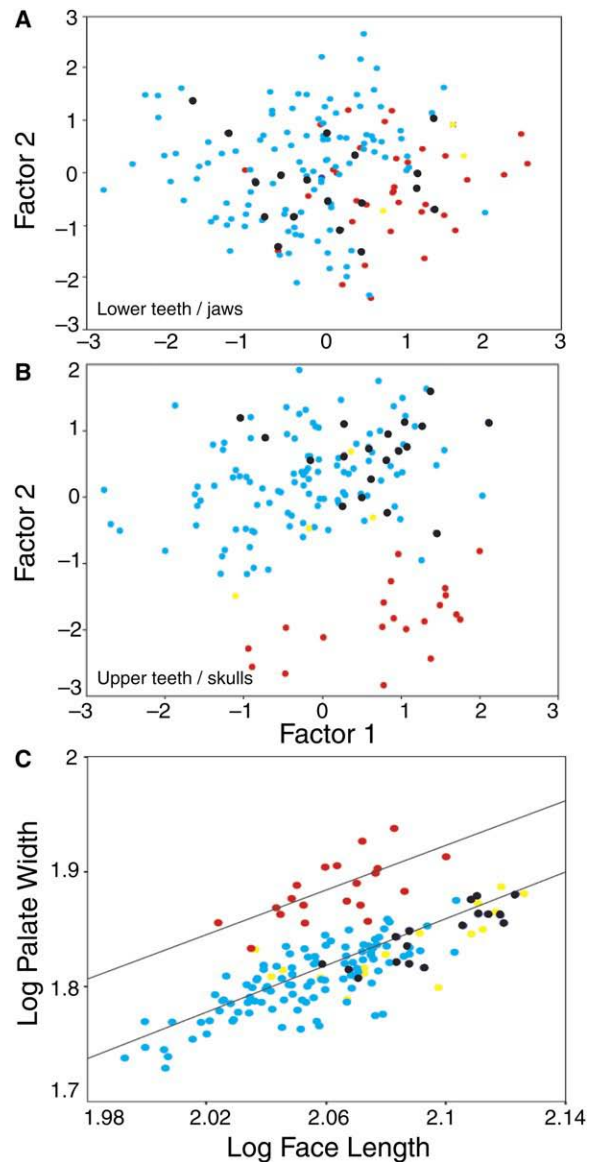 A
3
2
1
0
−1
−2
−3
Factor 2
Lower teeth / jaws
−3 −2 −1 0 1 2 3
B
2
1
0
−1
−2
−3
Factor 2
Upper teeth / skulls
−3 −2 −1 0 1 2 3
Factor 1
C
2
1.9
1.8
1.7
Log Palate Width
1.98 2.02 2.06 2.1 2.14
Log Face Length